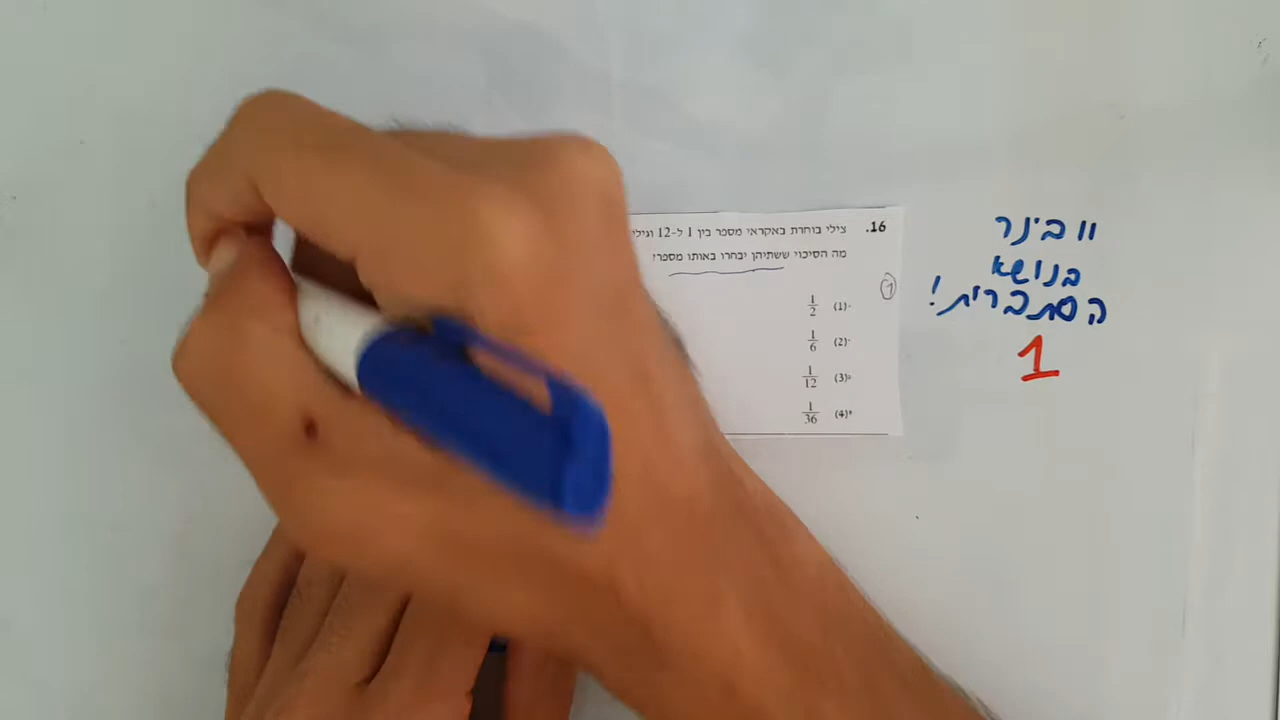 16. צילי בוחרת באקראי מספר בין 1 ל-12 וגילי
מה הסיכוי ששתיהן יבחרו באותו מספר?
(1) 1/2
(2) 1/6
(3) 1/12
(4) 1/36
1
וובינר
בנושא
הסתברות!
1